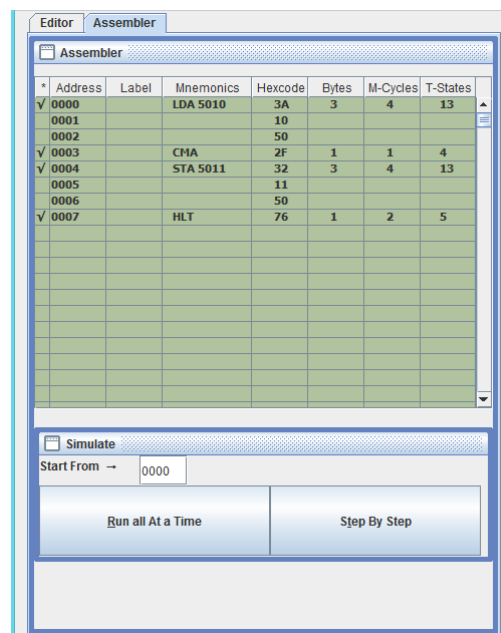 Editor Assembler
Assembler
* Address Label Mnemonics Hexcode Bytes M-Cycles T-States
√ 0000 LDA 5010 3A 3 4 13
0001 10
0002 50
√ 0003 CMA 2F 1 1 4
√ 0004 STA 5011 32 3 4 13
0005 11
0006 50
√ 0007 HLT 76 1 2 5
Simulate
Start From → 0000
Run all At a Time Step By Step